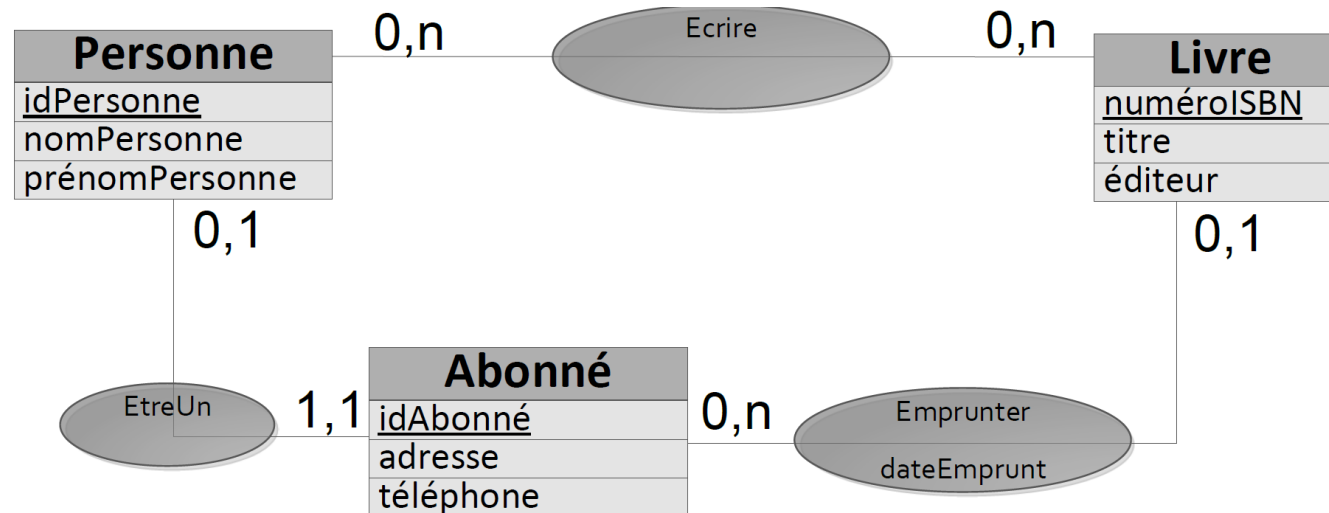 0,n
Ecrire
0,n
Personne
idPersonne
nomPersonne
prénomPersonne
Livre
numéroISBN
titre
éditeur
0,1
0,1
Abonné
idAbonné
adresse
téléphone
EtreUn
1,1
0,n
Emprunter
dateEmprunt